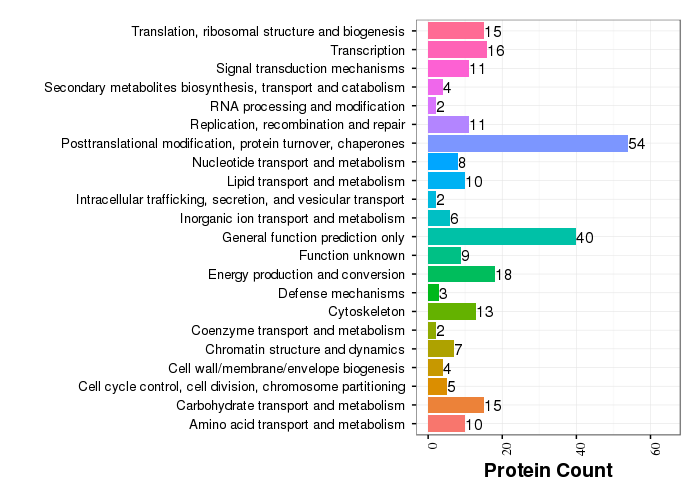 Translation, ribosomal structure and biogenesis 15
Transcription 16
Signal transduction mechanisms 11
Secondary metabolites biosynthesis, transport and catabolism 4
RNA processing and modification 2
Replication, recombination and repair 11
Posttranslational modification, protein turnover, chaperones 54
Nucleotide transport and metabolism 8
Lipid transport and metabolism 10
Intracellular trafficking, secretion, and vesicular transport 2
Inorganic ion transport and metabolism 6
General function prediction only 40
Function unknown 9
Energy production and conversion 18
Defense mechanisms 3
Cytoskeleton 13
Coenzyme transport and metabolism 2
Chromatin structure and dynamics 7
Cell wall/membrane/envelope biogenesis 4
Cell cycle control, cell division, chromosome partitioning 5
Carbohydrate transport and metabolism 15
Amino acid transport and metabolism 10
0 20 40 60
Protein Count